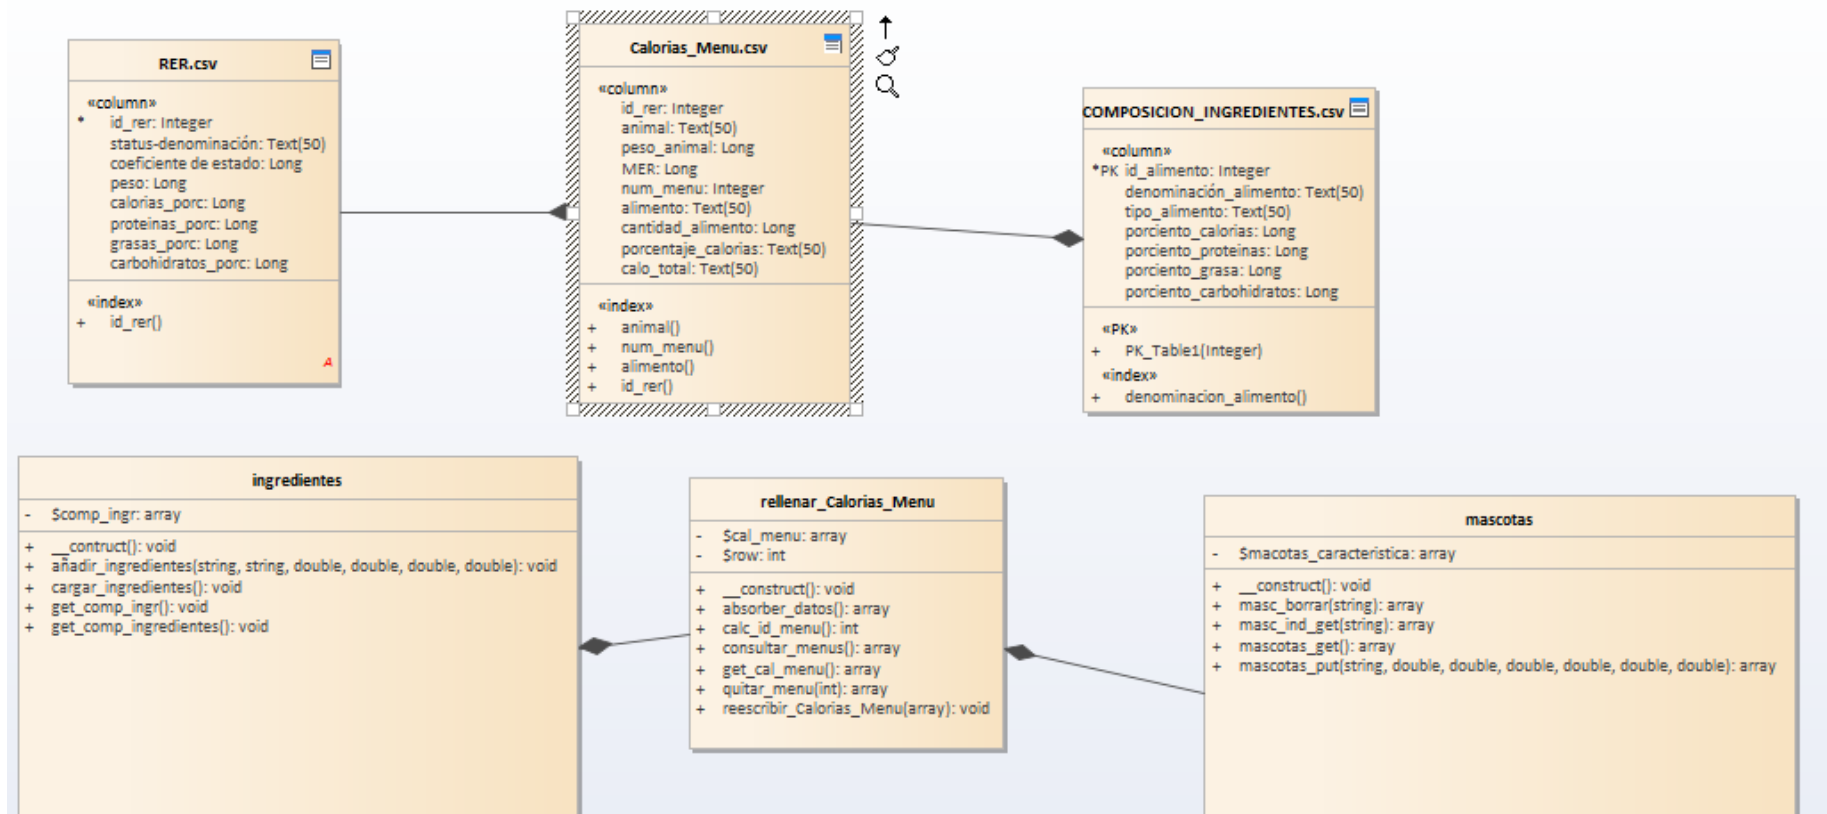 RER.csv
«column»
* id_rer: Integer
status-denominación: Text(50)
coeficiente de estado: Long
peso: Long
calorias_porc: Long
proteinas_porc: Long
grasas_porc: Long
carbohidratos_porc: Long
«index»
+ id_rer()
A
Calorias_Menu.csv
«column»
id_rer: Integer
animal: Text(50)
peso_animal: Long
MER: Long
num_menu: Integer
alimento: Text(50)
cantidad_alimento: Long
porcentaje_calorias: Text(50)
calo_total: Text(50)
«index»
+ animal()
+ num_menu()
+ alimento()
+ id_rer()
COMPOSICION_INGREDIENTES.csv
«column»
*PK id_alimento: Integer
denominación_alimento: Text(50)
tipo_alimento: Text(50)
porciento_calorias: Long
porciento_proteinas: Long
porciento_grasa: Long
porciento_carbohidratos: Long
«PK»
+ PK_Table1(Integer)
«index»
+ denominacion_alimento()
ingredientes
- $comp_ingr: array
+ __contruct(): void
+ añadir_ingredientes(string, string, double, double, double, double): void
+ cargar_ingredientes(): void
+ get_comp_ingr(): void
+ get_comp_ingredientes(): void
rellenar_Calorias_Menu
- $cal_menu: array
- $row: int
+ __construct(): void
+ absorber_datos(): array
+ calc_id_menu(): int
+ consultar_menus(): array
+ get_cal_menu(): array
+ quitar_menu(int): array
+ reescribir_Calorias_Menu(array): void
mascotas
- $macotas_caracteristica: array
+ __construct(): void
+ masc_borrar(string): array
+ masc_ind_get(string): array
+ mascotas_get(): array
+ mascotas_put(string, double, double, double, double, double, double): array